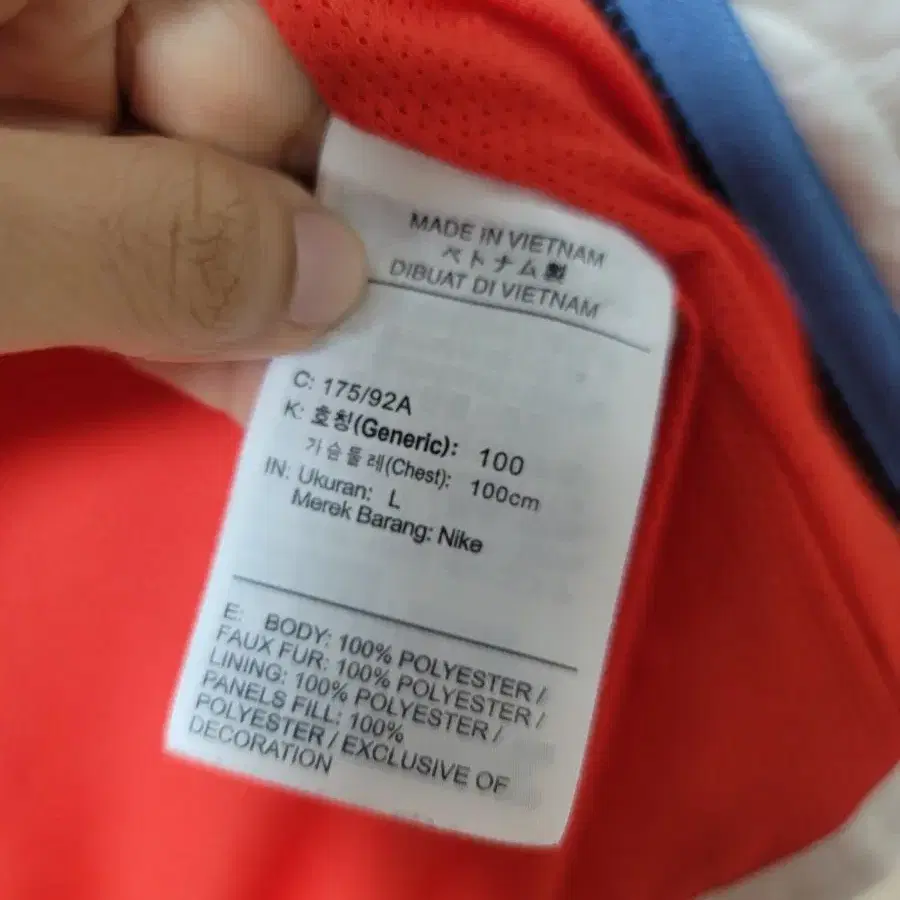 MADE IN VIETNAM
ベトナム製
DIBUAT DI VIETNAM
C: 175/92A
K: 호칭(Generic): 100
가슴둘레(Chest): 100cm
IN: Ukuran: L
Merek Barang: Nike
E: BODY: 100% POLYESTER /
FAUX FUR: 100% POLYESTER /
LINING: 100% POLYESTER /
PANELS FILL: 100%
POLYESTER / EXCLUSIVE OF
DECORATION